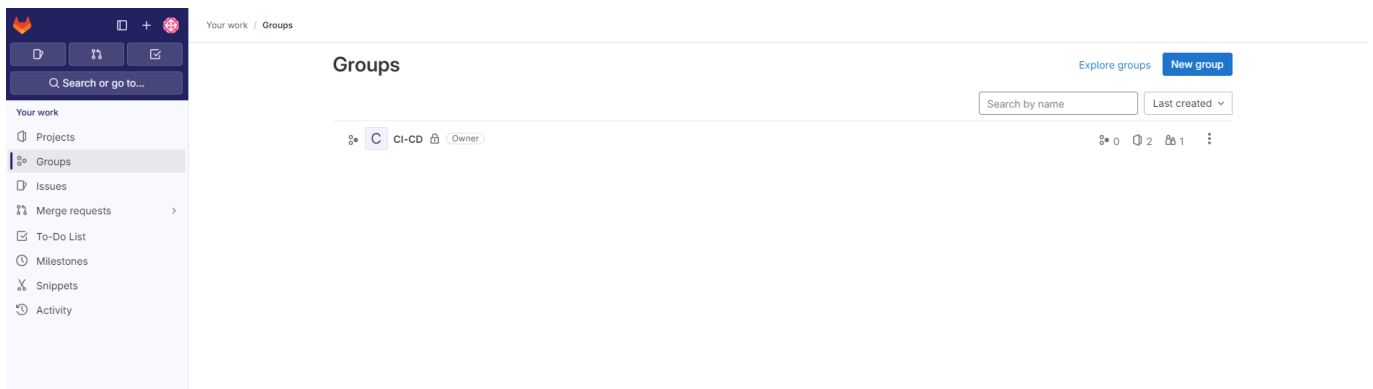 Your work / Groups
Search or go to...
Your work
Projects
Groups
Issues
Merge requests
To-Do List
Milestones
Snippets
Activity
Groups
Explore groups
New group
Search by name
Last created
C CI-CD Owner
0 2 1